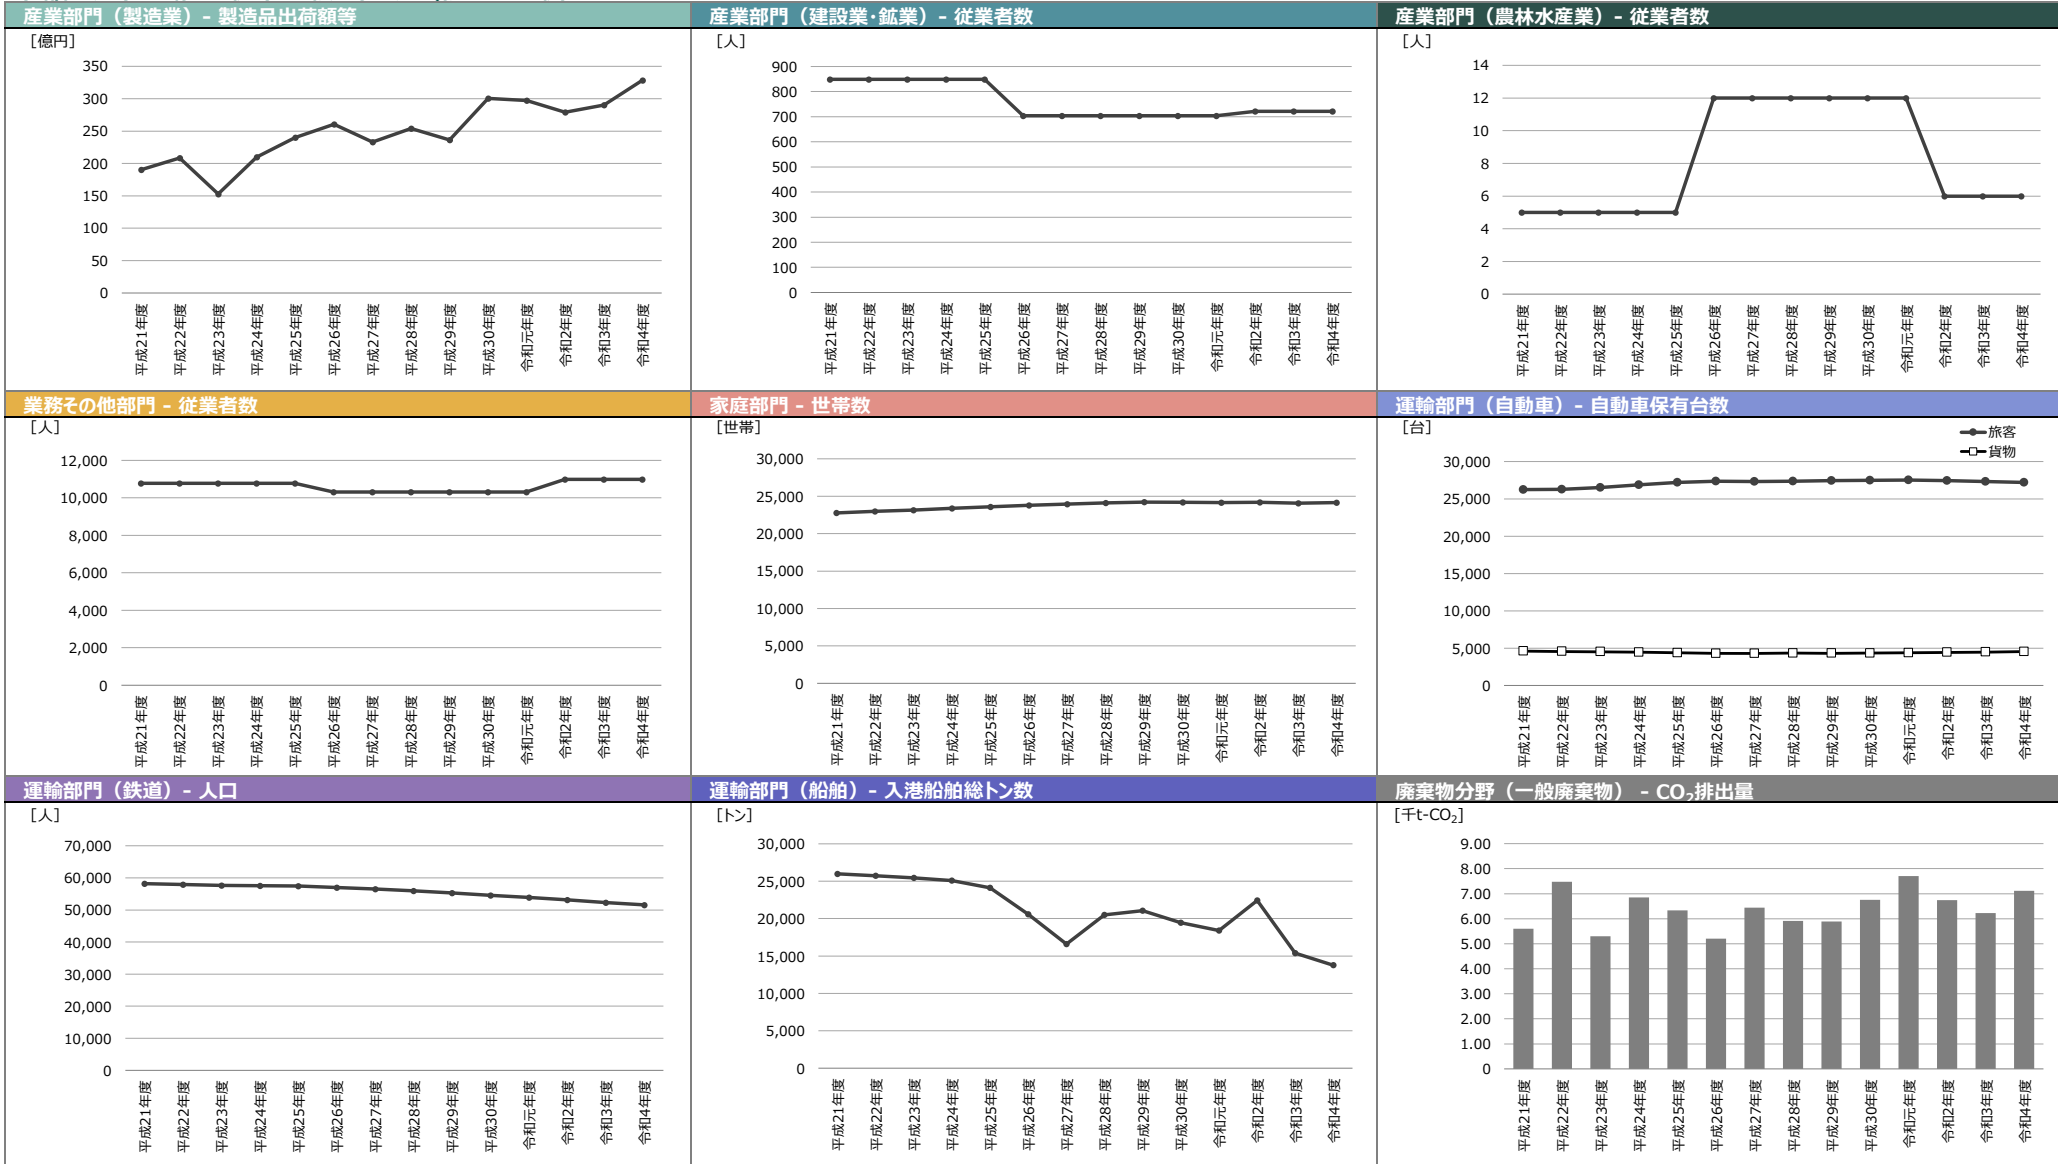 産業部門（製造業）- 製造品出荷額等
[億円]
350
300
250
200
150
100
50
0
平成21年度 平成22年度 平成23年度 平成24年度 平成25年度 平成26年度 平成27年度 平成28年度 平成29年度 平成30年度 令和元年度 令和2年度 令和3年度 令和4年度
産業部門（建設業･鉱業）- 従業者数
[人]
900
800
700
600
500
400
300
200
100
0
平成21年度 平成22年度 平成23年度 平成24年度 平成25年度 平成26年度 平成27年度 平成28年度 平成29年度 平成30年度 令和元年度 令和2年度 令和3年度 令和4年度
産業部門（農林水産業）- 従業者数
[人]
14
12
10
8
6
4
2
0
平成21年度 平成22年度 平成23年度 平成24年度 平成25年度 平成26年度 平成27年度 平成28年度 平成29年度 平成30年度 令和元年度 令和2年度 令和3年度 令和4年度
業務その他部門 - 従業者数
[人]
12,000
10,000
8,000
6,000
4,000
2,000
0
平成21年度 平成22年度 平成23年度 平成24年度 平成25年度 平成26年度 平成27年度 平成28年度 平成29年度 平成30年度 令和元年度 令和2年度 令和3年度 令和4年度
家庭部門 - 世帯数
[世帯]
30,000
25,000
20,000
15,000
10,000
5,000
0
平成21年度 平成22年度 平成23年度 平成24年度 平成25年度 平成26年度 平成27年度 平成28年度 平成29年度 平成30年度 令和元年度 令和2年度 令和3年度 令和4年度
運輸部門（自動車）- 自動車保有台数
[台]
旅客
貨物
30,000
25,000
20,000
15,000
10,000
5,000
0
平成21年度 平成22年度 平成23年度 平成24年度 平成25年度 平成26年度 平成27年度 平成28年度 平成29年度 平成30年度 令和元年度 令和2年度 令和3年度 令和4年度
運輸部門（鉄道）- 人口
[人]
70,000
60,000
50,000
40,000
30,000
20,000
10,000
0
平成21年度 平成22年度 平成23年度 平成24年度 平成25年度 平成26年度 平成27年度 平成28年度 平成29年度 平成30年度 令和元年度 令和2年度 令和3年度 令和4年度
運輸部門（船舶）- 入港船舶総トン数
[トン]
30,000
25,000
20,000
15,000
10,000
5,000
0
平成21年度 平成22年度 平成23年度 平成24年度 平成25年度 平成26年度 平成27年度 平成28年度 平成29年度 平成30年度 令和元年度 令和2年度 令和3年度 令和4年度
廃棄物分野（一般廃棄物） - CO₂排出量
[千t-CO₂]
9.00
8.00
7.00
6.00
5.00
4.00
3.00
2.00
1.00
0
平成21年度 平成22年度 平成23年度 平成24年度 平成25年度 平成26年度 平成27年度 平成28年度 平成29年度 平成30年度 令和元年度 令和2年度 令和3年度 令和4年度